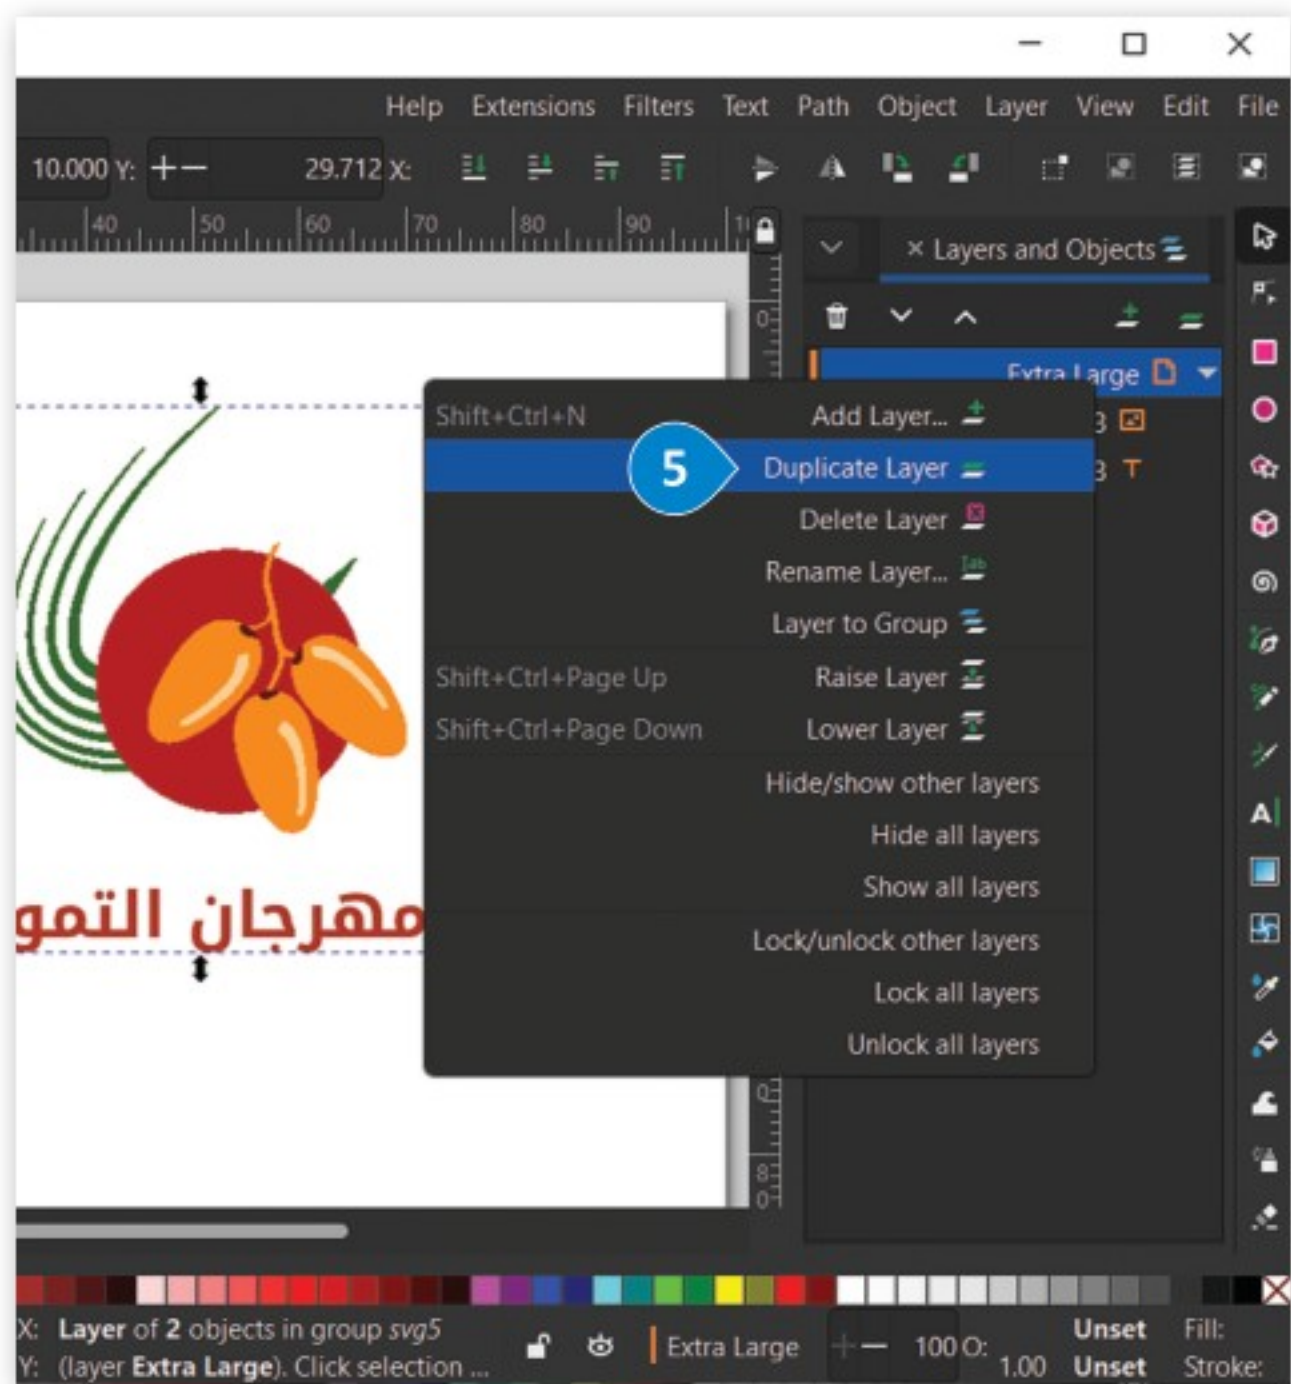 Help Extensions Filters Text Path Object Layer View Edit File
10.000 Y: 29.712 X:
40 50 60 70 80 90
Layers and Objects
0
Extra Large
Shift+Ctrl+N Add Layer...
5 Duplicate Layer
Delete Layer
Rename Layer...
Layer to Group
Shift+Ctrl+Page Up Raise Layer
Shift+Ctrl+Page Down Lower Layer
Hide/show other layers
Hide all layers
Show all layers
Lock/unlock other layers
Lock all layers
Unlock all layers
مهرجان التمو
8
0
X: Layer of 2 objects in group svg5
Y: (layer Extra Large). Click selection ...
Extra Large 100 O: 1.00
Unset Fill:
Unset Stroke: